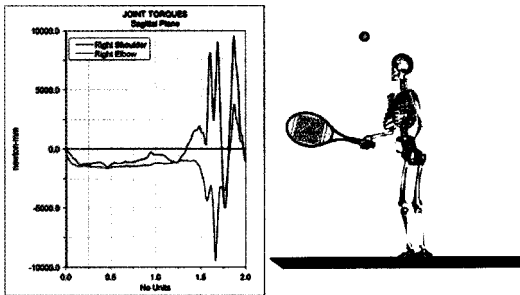 JOINT TORQUES
Sagittal Plane
10000.0
Right Shoulder
Right Elbow
5000.0
newton-mm
0.0
-5000.0
-10000.0
0.0 0.5 1.0 1.5 2.0
No Units